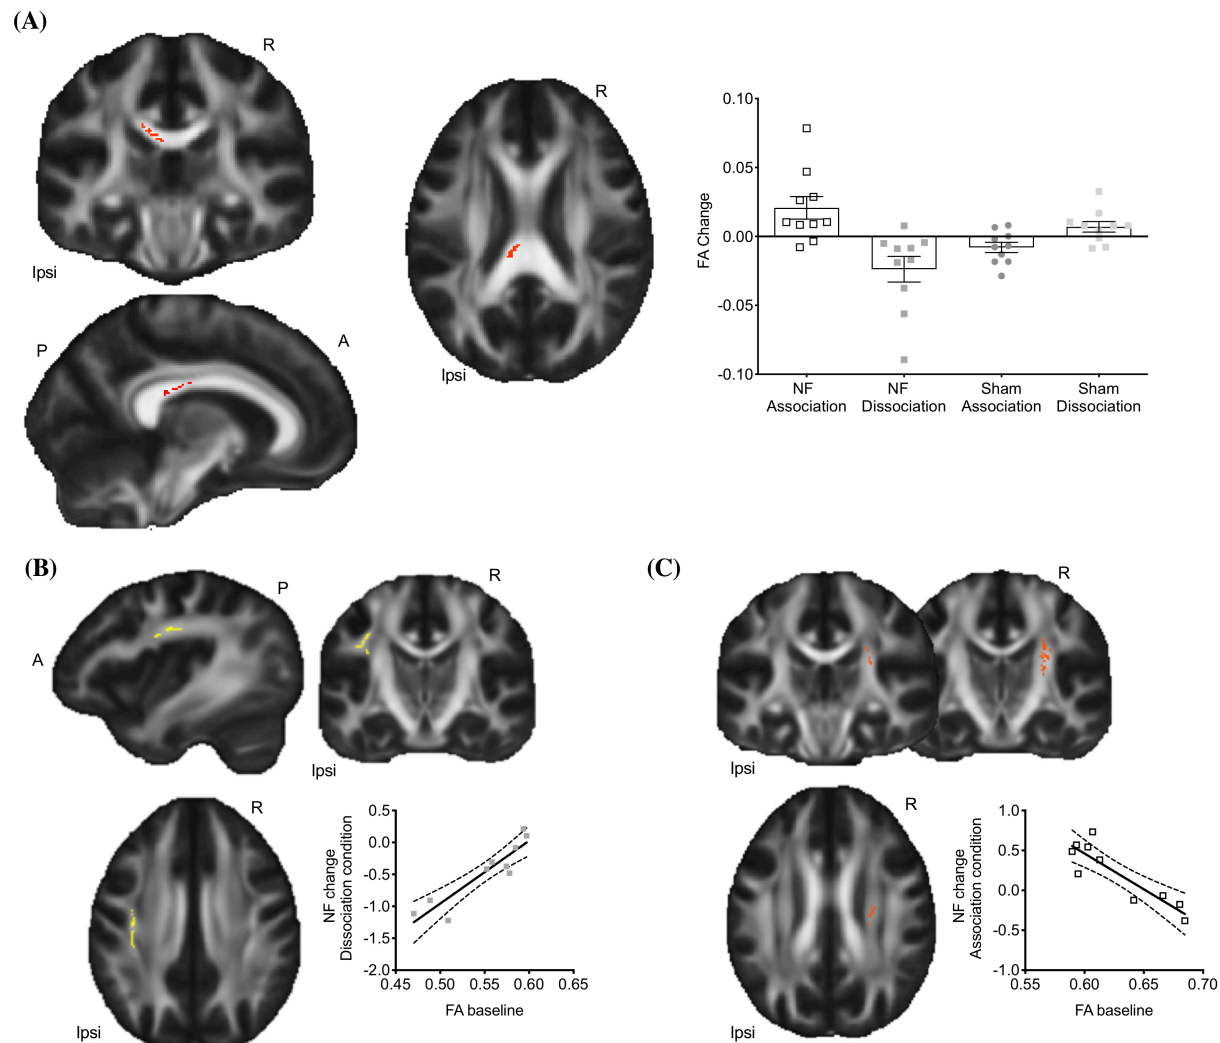 (A)
R
R
Ipsi
Ipsi
P
A
0.10
0.05
0.00
-0.05
-0.10
FA Change
NF
Association
NF
Dissociation
Sham
Association
Sham
Dissociation
(B)
P
A
R
Ipsi
R
Ipsi
0.5
0.0
-0.5
-1.0
-1.5
-2.0
NF change
Dissociation condition
0.45
0.50
0.55
0.60
0.65
FA baseline
(C)
R
Ipsi
R
Ipsi
1.0
0.5
0.0
-0.5
-1.0
NF change
Association condition
0.55
0.60
0.65
0.70
FA baseline